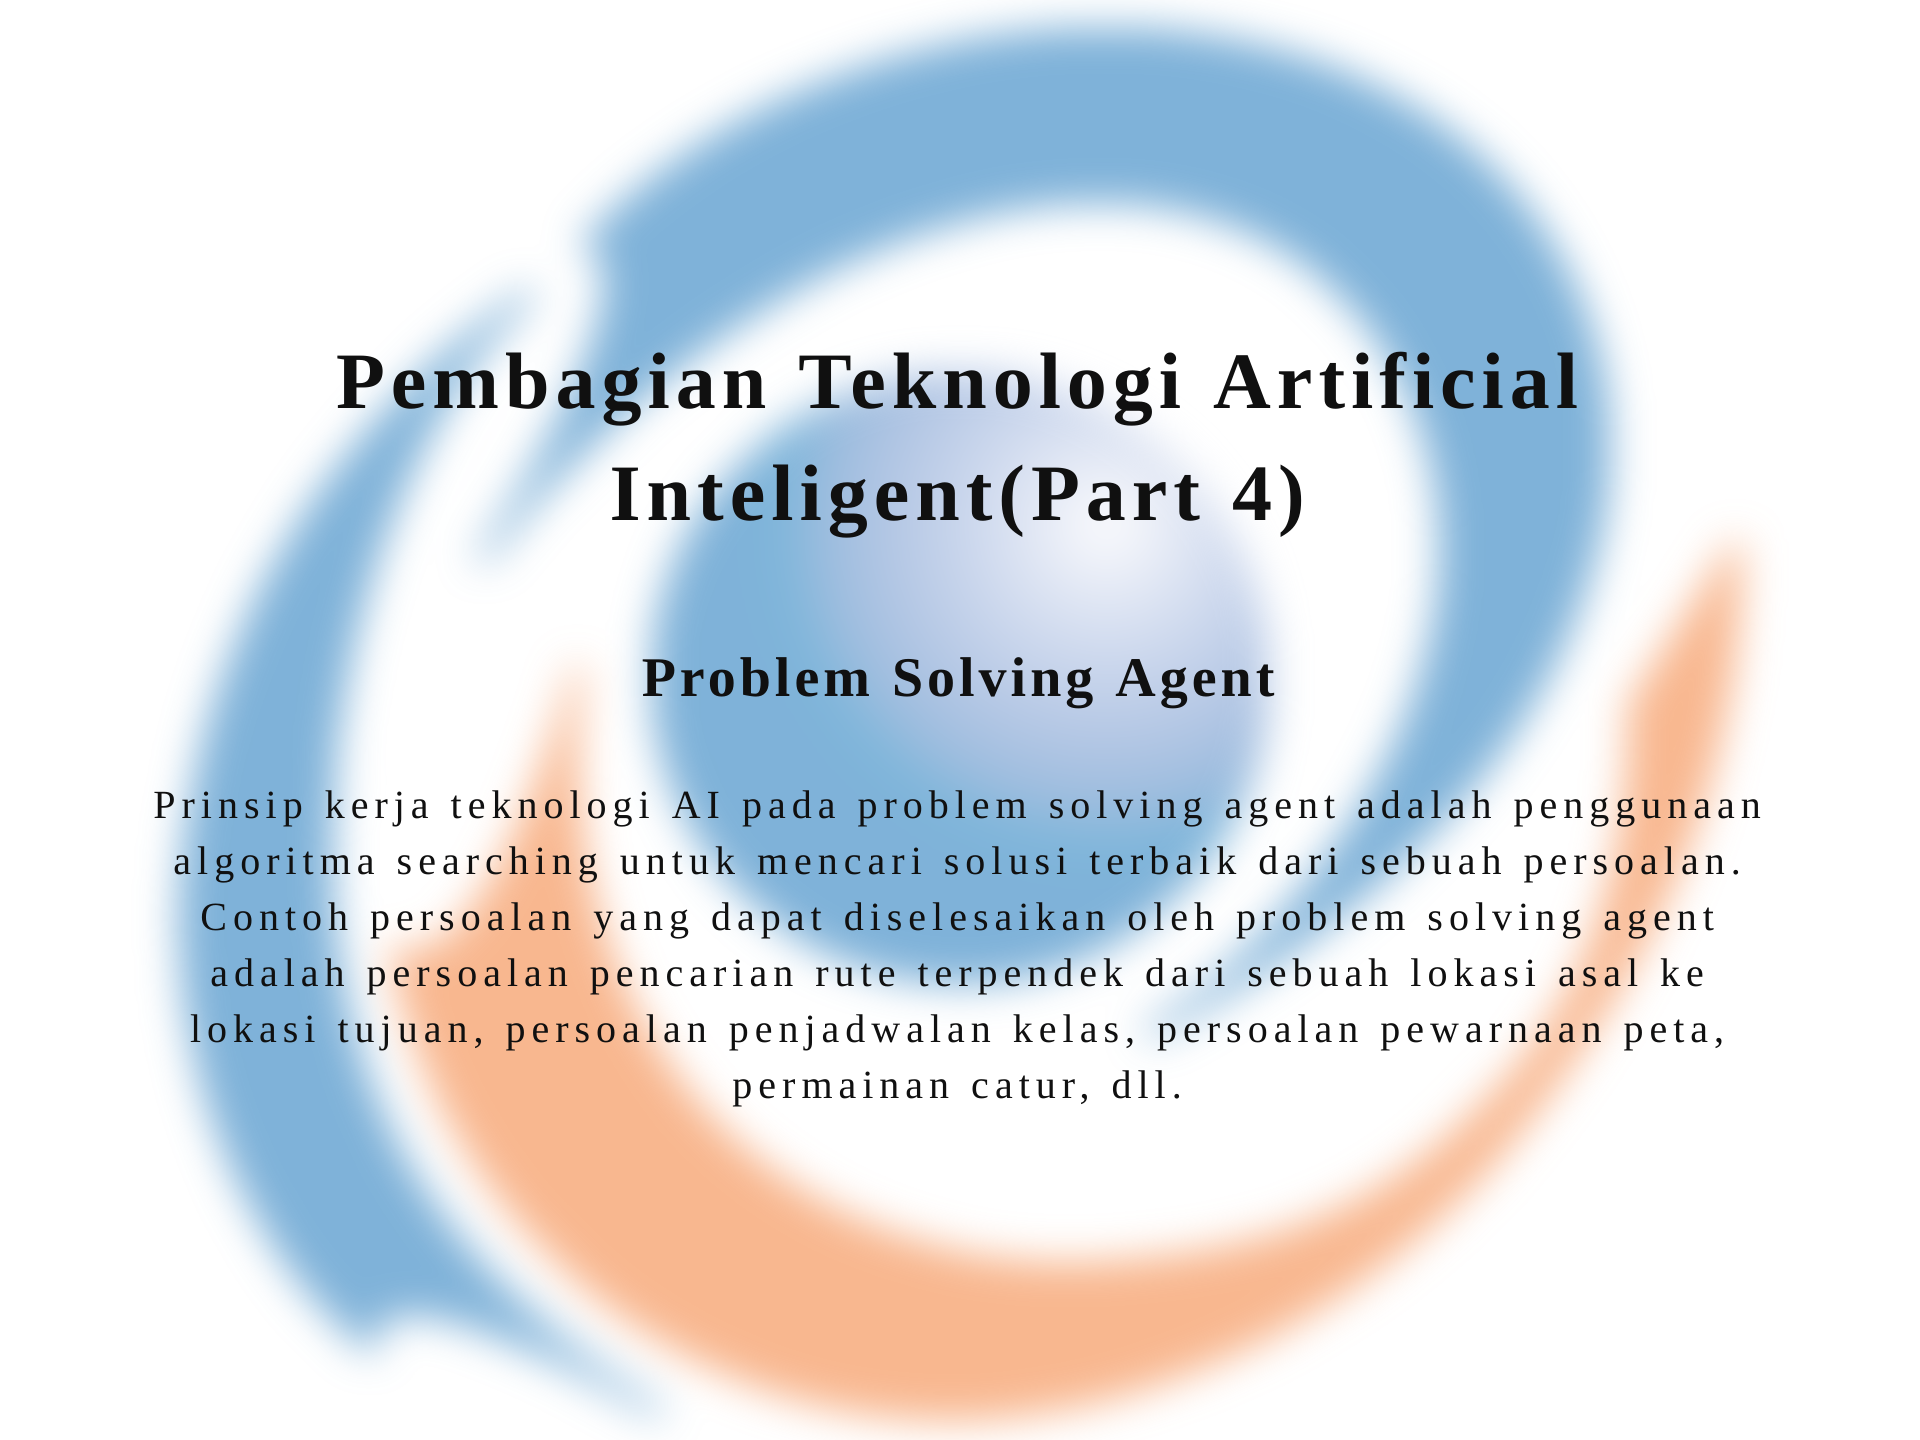 Pembagian Teknologi Artificial
Inteligent(Part 4)
Problem Solving Agent
Prinsip kerja teknologi AI pada problem solving agent adalah penggunaan
algoritma searching untuk mencari solusi terbaik dari sebuah persoalan.
Contoh persoalan yang dapat diselesaikan oleh problem solving agent
adalah persoalan pencarian rute terpendek dari sebuah lokasi asal ke
lokasi tujuan, persoalan penjadwalan kelas, persoalan pewarnaan peta,
permainan catur, dll.